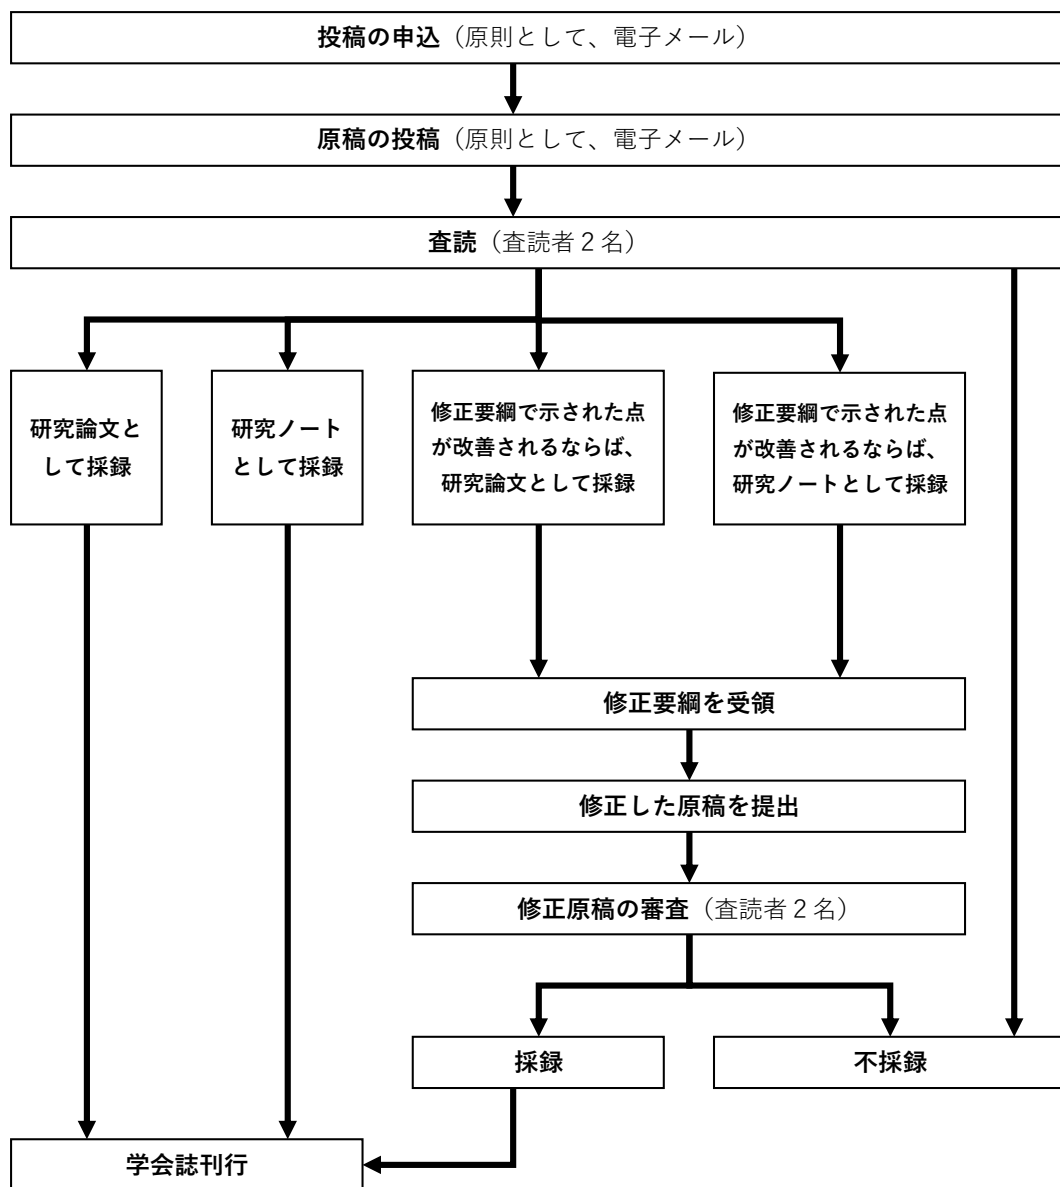 投稿の申込（原則として、電子メール）
原稿の投稿（原則として、電子メール）
査読（査読者２名）
研究論文と
して採録
研究ノート
として採録
修正要綱で示された点
が改善されるならば、
研究論文として採録
修正要綱で示された点
が改善されるならば、
研究ノートとして採録
修正要綱を受領
修正した原稿を提出
修正原稿の審査（査読者２名）
採録
不採録
学会誌刊行